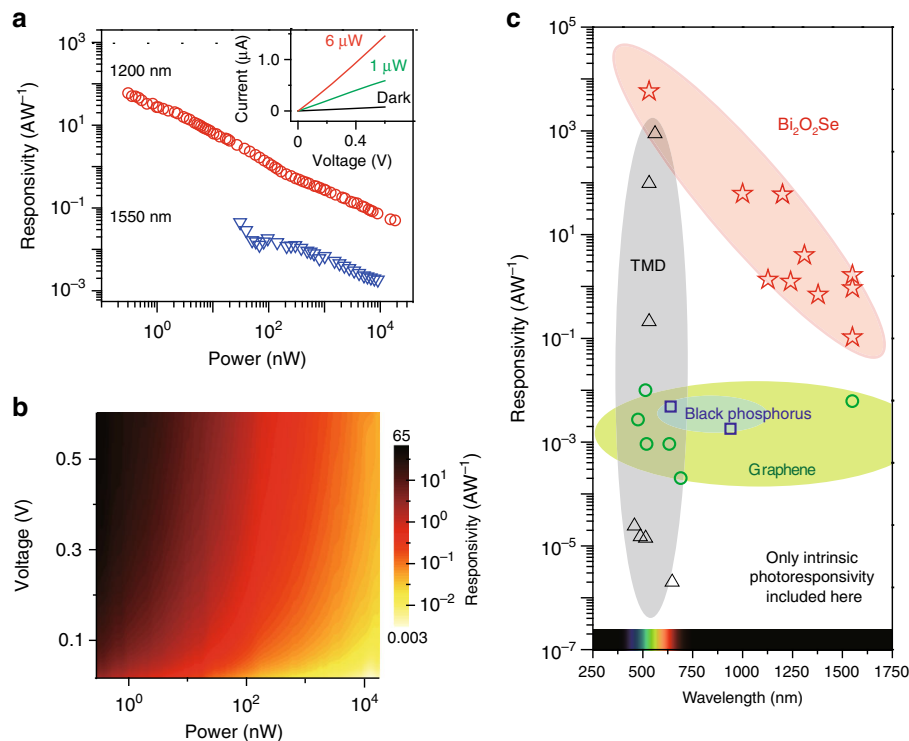 a
10³
10¹
10⁻¹
10⁻³
Responsivity (AW⁻¹)
1200 nm
1550 nm
10⁰
10²
10⁴
Power (nW)
Current (μA)
1.0
0
6 μW
1 μW
Dark
0
0.4
Voltage (V)
b
Voltage (V)
0.5
0.3
0.1
10⁰
10²
10⁴
Power (nW)
65
10¹
10⁰
10⁻¹
10⁻²
0.003
Responsivity (AW⁻¹)
c
10⁵
10³
10¹
10⁻¹
10⁻³
10⁻⁵
10⁻⁷
Responsivity (AW⁻¹)
Bi₂O₂Se
TMD
Black phosphorus
Graphene
Only intrinsic
photoresponsivity
included here
250
500
750
1000
1250
1500
1750
Wavelength (nm)